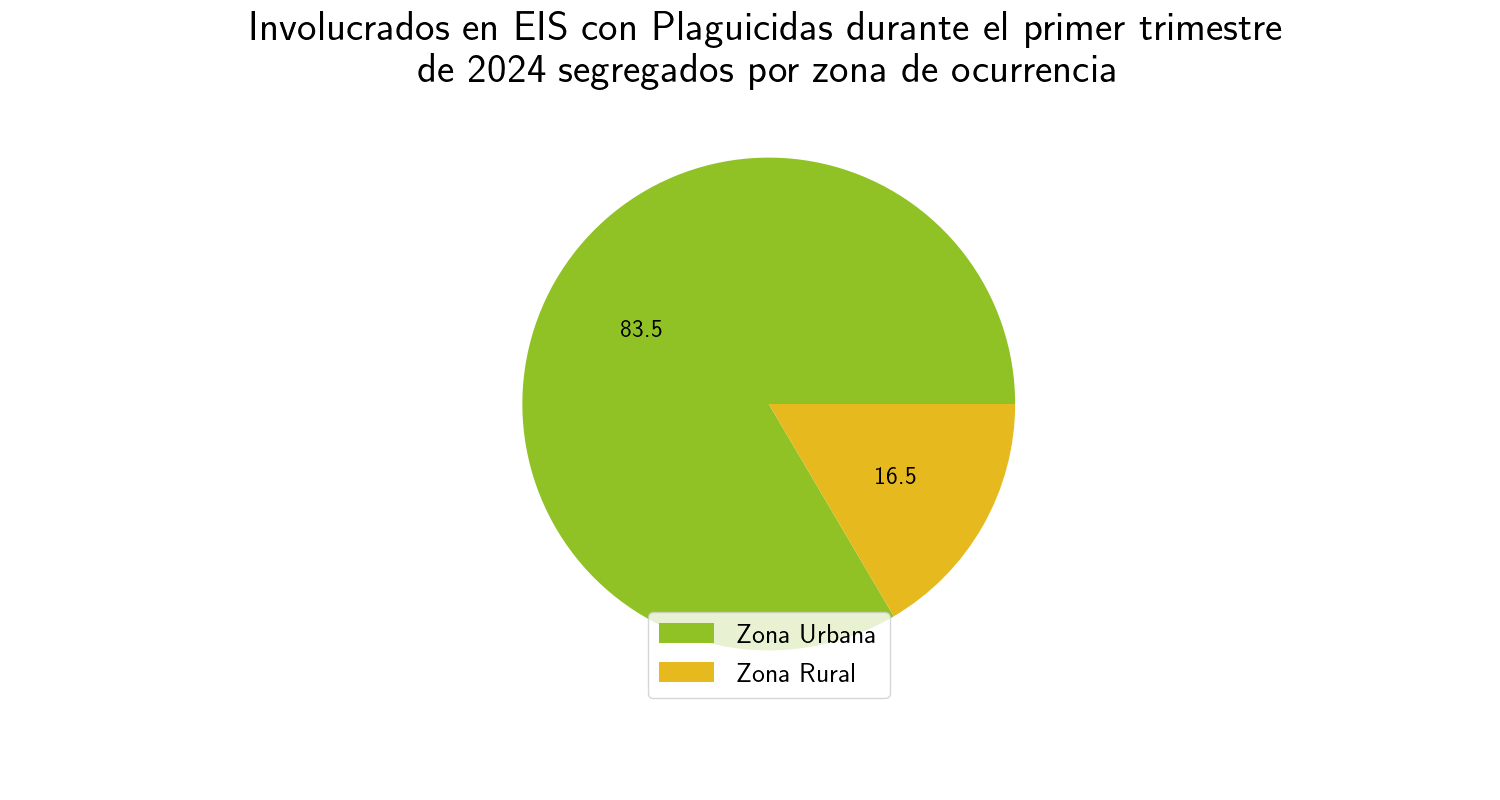 Involucrados en EIS con Plaguicidas durante el primer trimestre
de 2024 segregados por zona de ocurrencia
83.5
16.5
Zona Urbana
Zona Rural